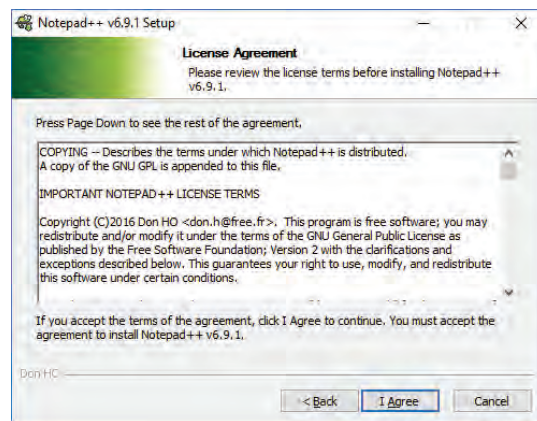 Notepad++ v6.9.1 Setup
License Agreement
Please review the license terms before installing Notepad++
v6.9.1.
Press Page Down to see the rest of the agreement.
COPYING -- Describes the terms under which Notepad++ is distributed.
A copy of the GNU GPL is appended to this file.
IMPORTANT NOTEPAD++ LICENSE TERMS
Copyright (C)2016 Don HO <don.h@free.fr>. This program is free software; you may
redistribute and/or modify it under the terms of the GNU General Public License as
published by the Free Software Foundation; Version 2 with the clarifications and
exceptions described below. This guarantees your right to use, modify, and redistribute
this software under certain conditions.
If you accept the terms of the agreement, click I Agree to continue. You must accept the
agreement to install Notepad++ v6.9.1.
Don HO
< Back
I Agree
Cancel